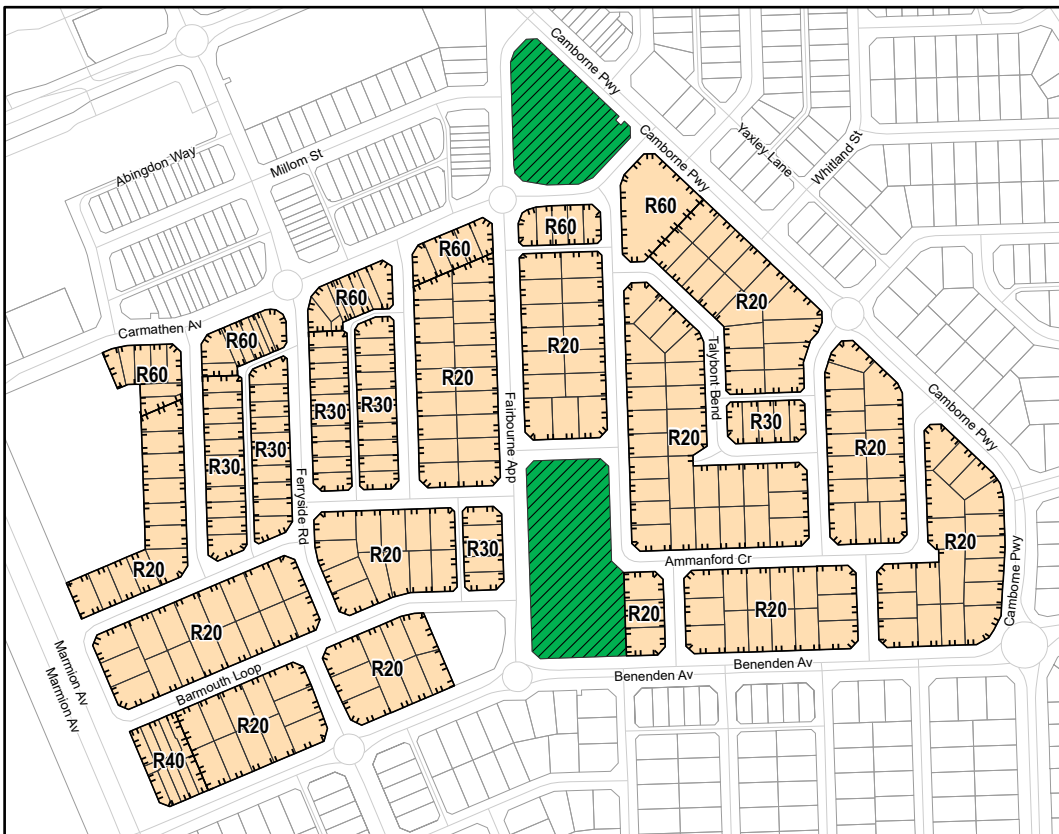 Camborne Pwy
Camborne Pwy
Yaxley Lane
Whitland St
Abingdon Way
Millom St
R60
R60
R60
R60
R20
Carmathen Av
R60
R60
R20
R20
Talybont Bend
Camborne Pwy
R30
R30
Fairbourne App
R30
R20
R20
R30
R30
Ferryside Rd
R20
R20
R30
Ammanford Cr
R20
Camborne Pwy
R20
R20
R20
Marmion Av
Marmion Av
Barmouth Loop
R20
Benenden Av
Benenden Av
R20
R40